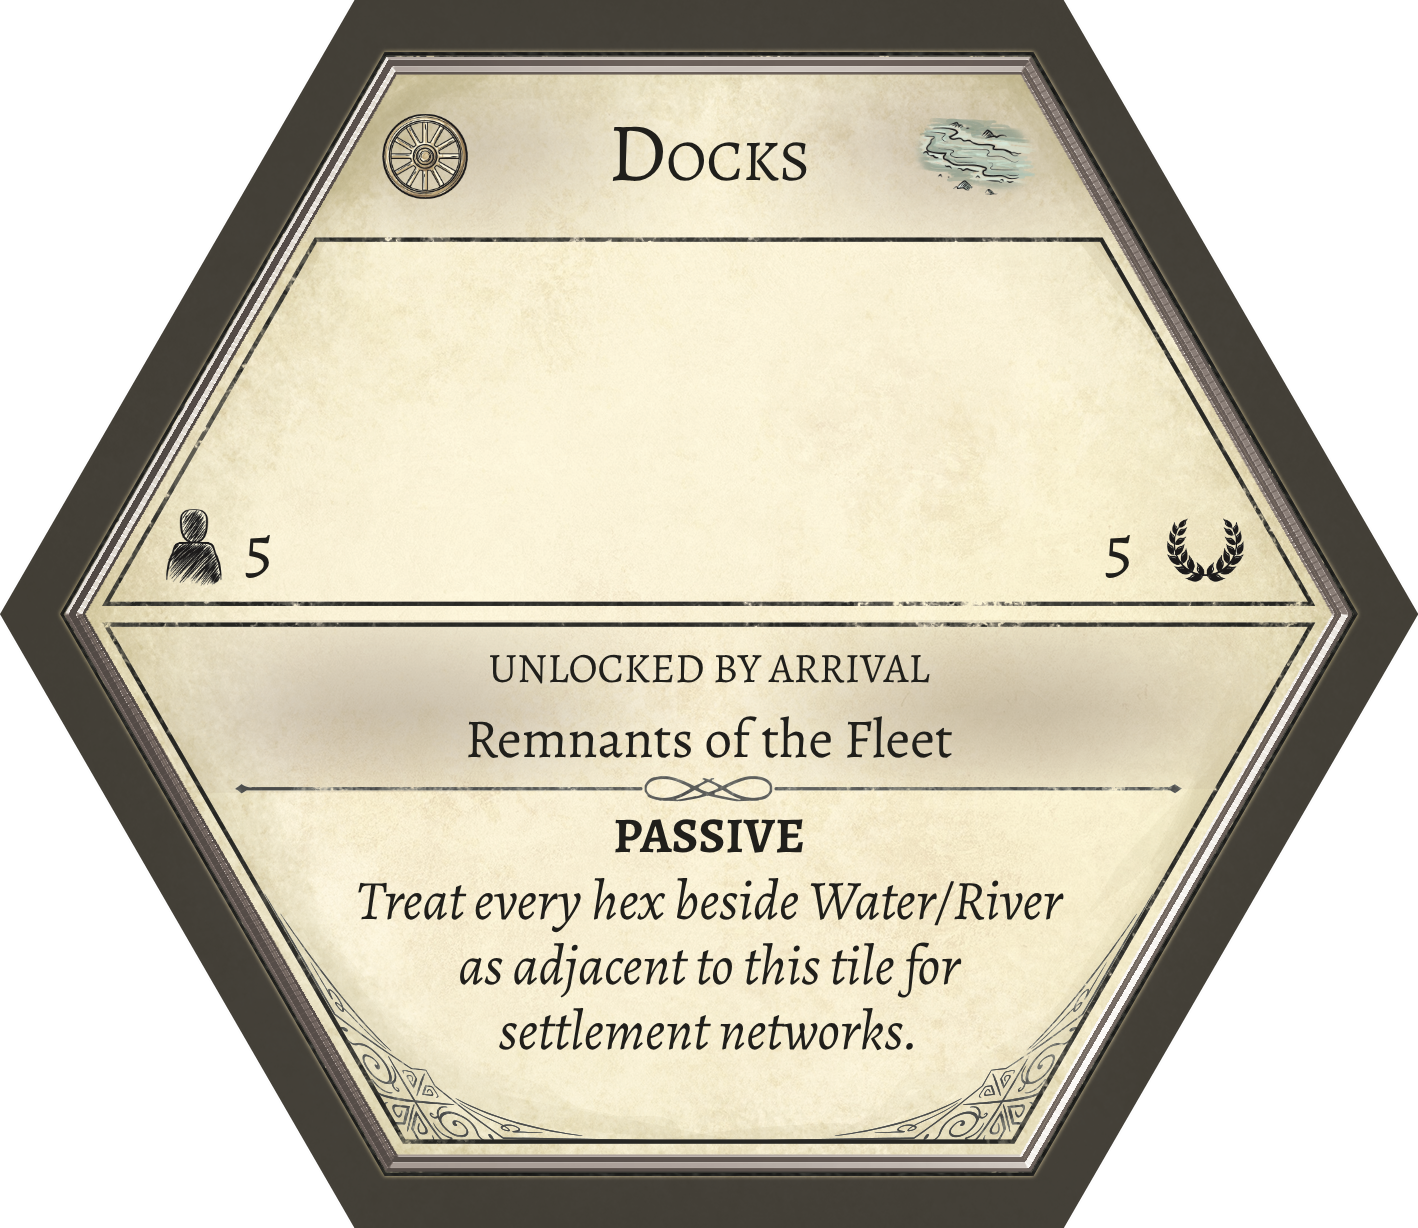 Docks
5
5
UNLOCKED BY ARRIVAL
Remnants of the Fleet
PASSIVE
Treat every hex beside Water/River
as adjacent to this tile for
settlement networks.